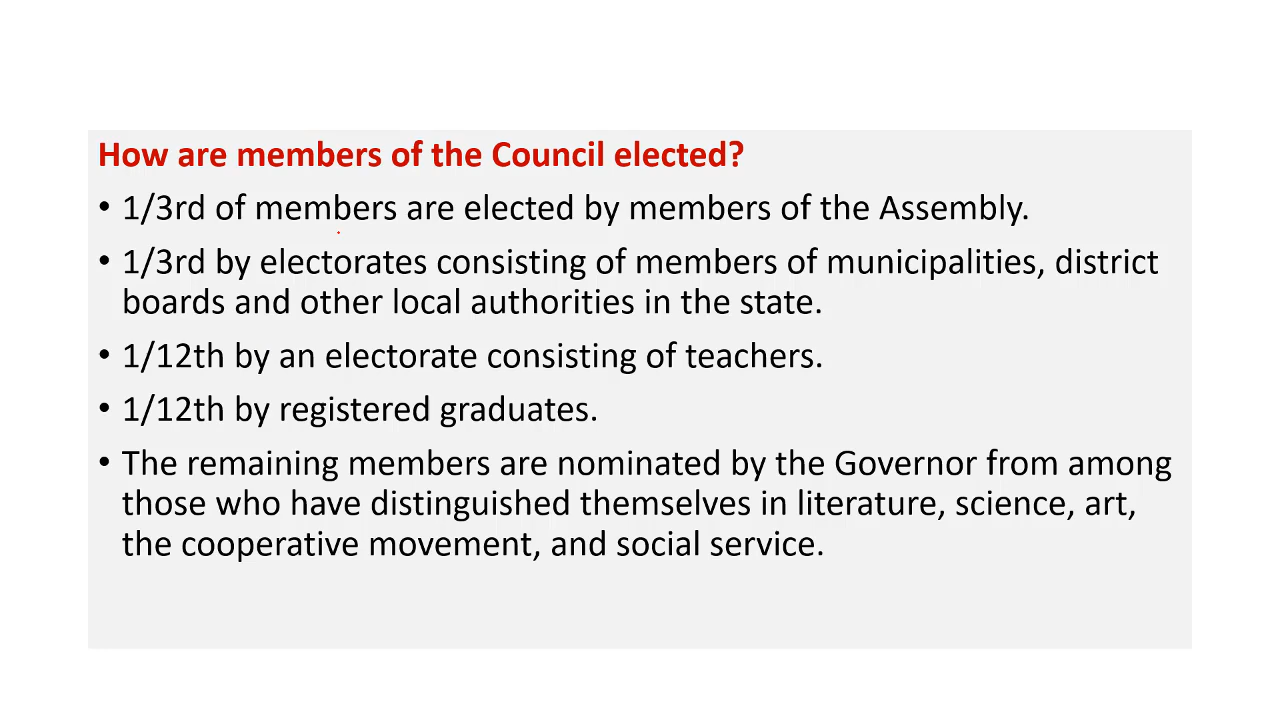 How are members of the Council elected?
• 1/3rd of members are elected by members of the Assembly.
• 1/3rd by electorates consisting of members of municipalities, district
boards and other local authorities in the state.
• 1/12th by an electorate consisting of teachers.
• 1/12th by registered graduates.
• The remaining members are nominated by the Governor from among
those who have distinguished themselves in literature, science, art,
the cooperative movement, and social service.